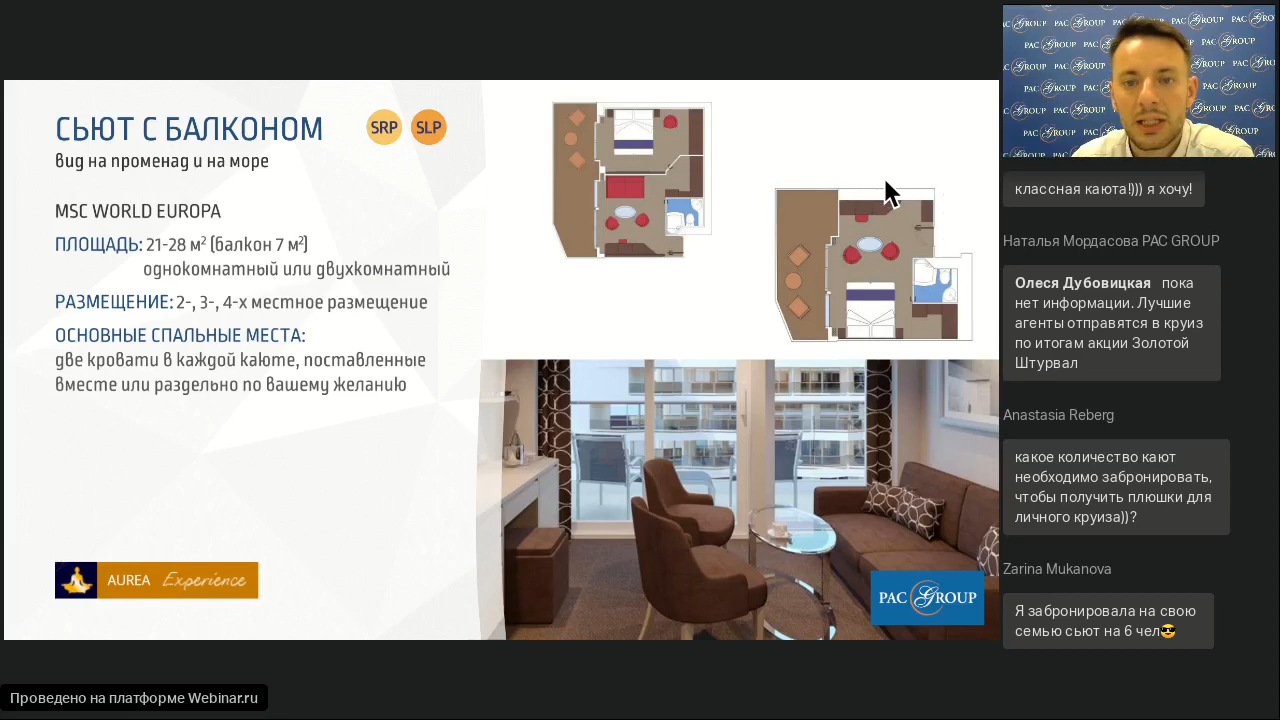 СЬЮТ С БАЛКОНОМ
SRP SLP
вид на променад и на море
MSC WORLD EUROPA
ПЛОЩАДЬ: 21-28 м² (балкон 7 м²)
однокомнатный или двухкомнатный
РАЗМЕЩЕНИЕ: 2-, 3-, 4-х местное размещение
ОСНОВНЫЕ СПАЛЬНЫЕ МЕСТА:
две кровати в каждой каюте, поставленные
вместе или раздельно по вашему желанию
AUREA Experience
PAC GROUP
Проведено на платформе Webinar.ru
PAC GROUP
классная каюта!))) я хочу!
Наталья Мордасова PAC GROUP
Олеся Дубовицкая пока
нет информации. Лучшие
агенты отправятся в круиз
по итогам акции Золотой
Штурвал
Anastasia Reberg
какое количество кают
необходимо забронировать,
чтобы получить плюшки для
личного круиза))?
Zarina Mukanova
Я забронировала на свою
семью сьют на 6 чел😎